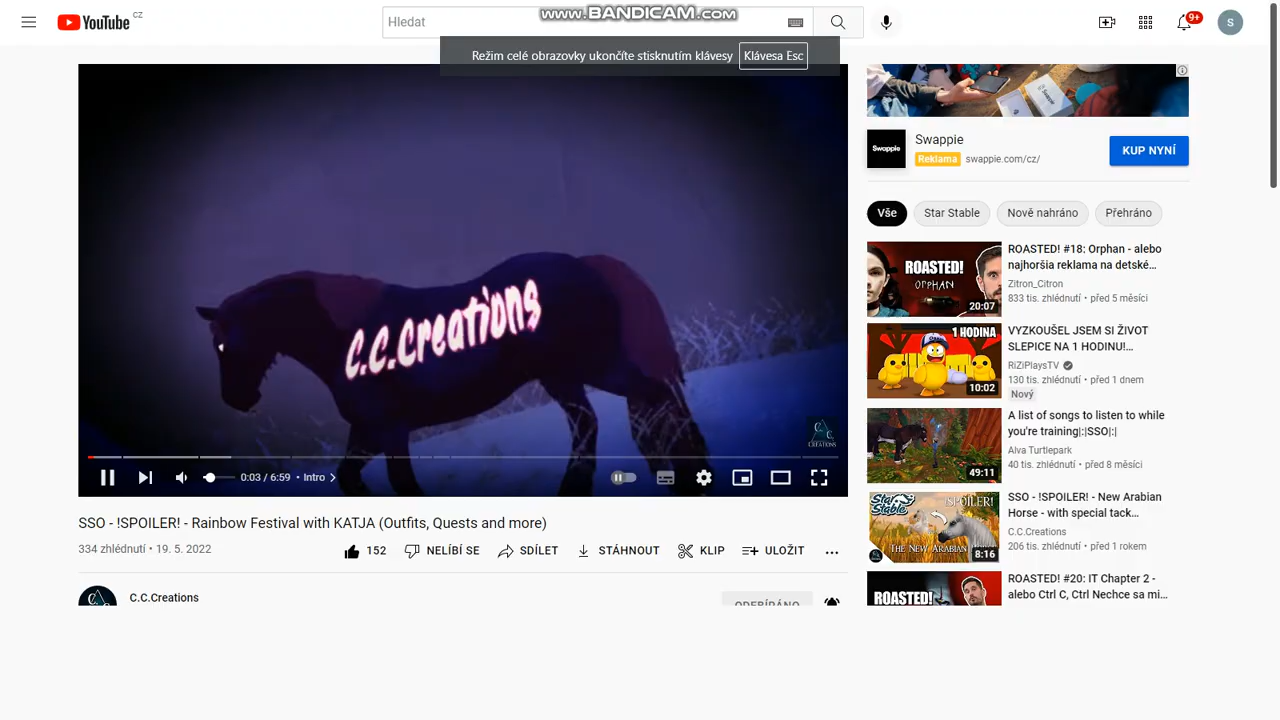 www.BANDICAM.com
YouTube CZ
Hledat
9+
S
Režim celé obrazovky ukončíte stisknutím klávesy Klávesa Esc
C.C.Creations
C C
CREATIONS
0:03 / 6:59 • Intro
SSO - !SPOILER! - Rainbow Festival with KATJA (Outfits, Quests and more)
334 zhlédnutí • 19. 5. 2022
152
NELÍBÍ SE
SDÍLET
STÁHNOUT
KLIP
ULOŽIT
C.C.Creations
ODEBÍRÁNO
Swappie
Swappie
Swappie
Reklama swappie.com/cz/
KUP NYNÍ
Vše
Star Stable
Nově nahráno
Přehráno
ROASTED!
ORPHAN
20:07
ROASTED! #18: Orphan - alebo
najhoršia reklama na detské…
Zitron_Citron
833 tis. zhlédnutí • před 5 měsíci
1 HODINA
10:02
VYZKOUŠEL JSEM SI ŽIVOT
SLEPICE NA 1 HODINU!…
RiZiPlaysTV
130 tis. zhlédnutí • před 1 dnem
Nový
49:11
A list of songs to listen to while
you're training|:|SSO|:|
Alva Turtlepark
40 tis. zhlédnutí • před 8 měsíci
Star Stable
!SPOILER!
THE NEW ARABIAN
8:16
SSO - !SPOILER! - New Arabian
Horse - with special tack…
C.C.Creations
206 tis. zhlédnutí • před 1 rokem
ROASTED!
ROASTED! #20: IT Chapter 2 -
alebo Ctrl C, Ctrl Nechce sa mi…